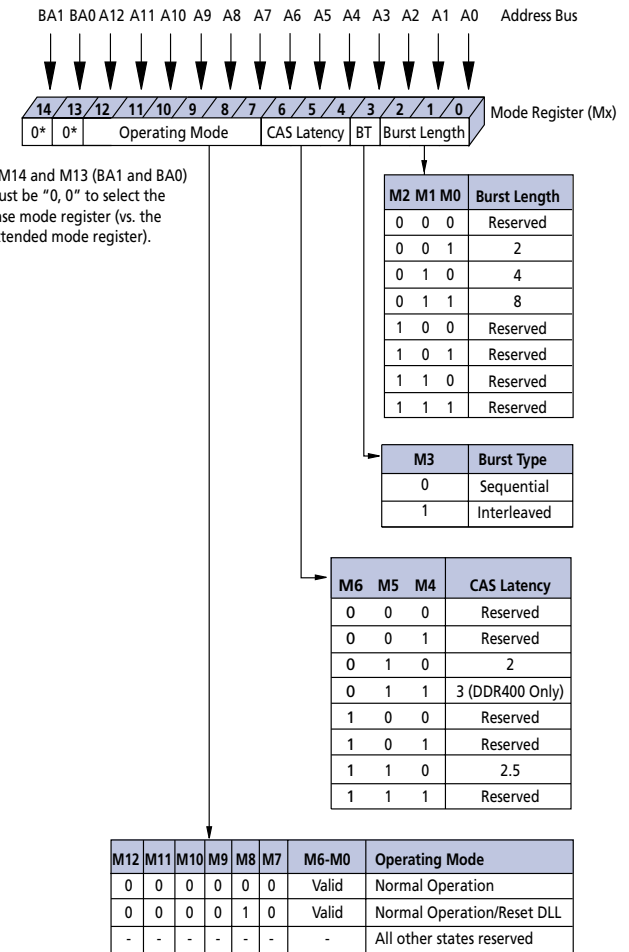 BA1 BA0 A12 A11 A10 A9 A8 A7 A6 A5 A4 A3 A2 A1 A0 Address Bus
14 13 12 11 10 9 8 7 6 5 4 3 2 1 0 Mode Register (Mx)
0* 0* Operating Mode CAS Latency BT Burst Length
M14 and M13 (BA1 and BA0)
must be “0, 0” to select the
mode register (vs. the
mode register).
M2 M1 M0 Burst Length
0 0 0 Reserved
0 0 1 2
0 1 0 4
0 1 1 8
1 0 0 Reserved
1 0 1 Reserved
1 1 0 Reserved
1 1 1 Reserved
M3 Burst Type
0 Sequential
1 Interleaved
M6 M5 M4 CAS Latency
0 0 0 Reserved
0 0 1 Reserved
0 1 0 2
0 1 1 3 (DDR400 Only)
1 0 0 Reserved
1 0 1 Reserved
1 1 0 2.5
1 1 1 Reserved
M12 M11 M10 M9 M8 M7 M6-M0 Operating Mode
0 0 0 0 0 0 Valid Normal Operation
0 0 0 0 1 0 Valid Normal Operation/Reset DLL
- - - - - - - All other states reserved